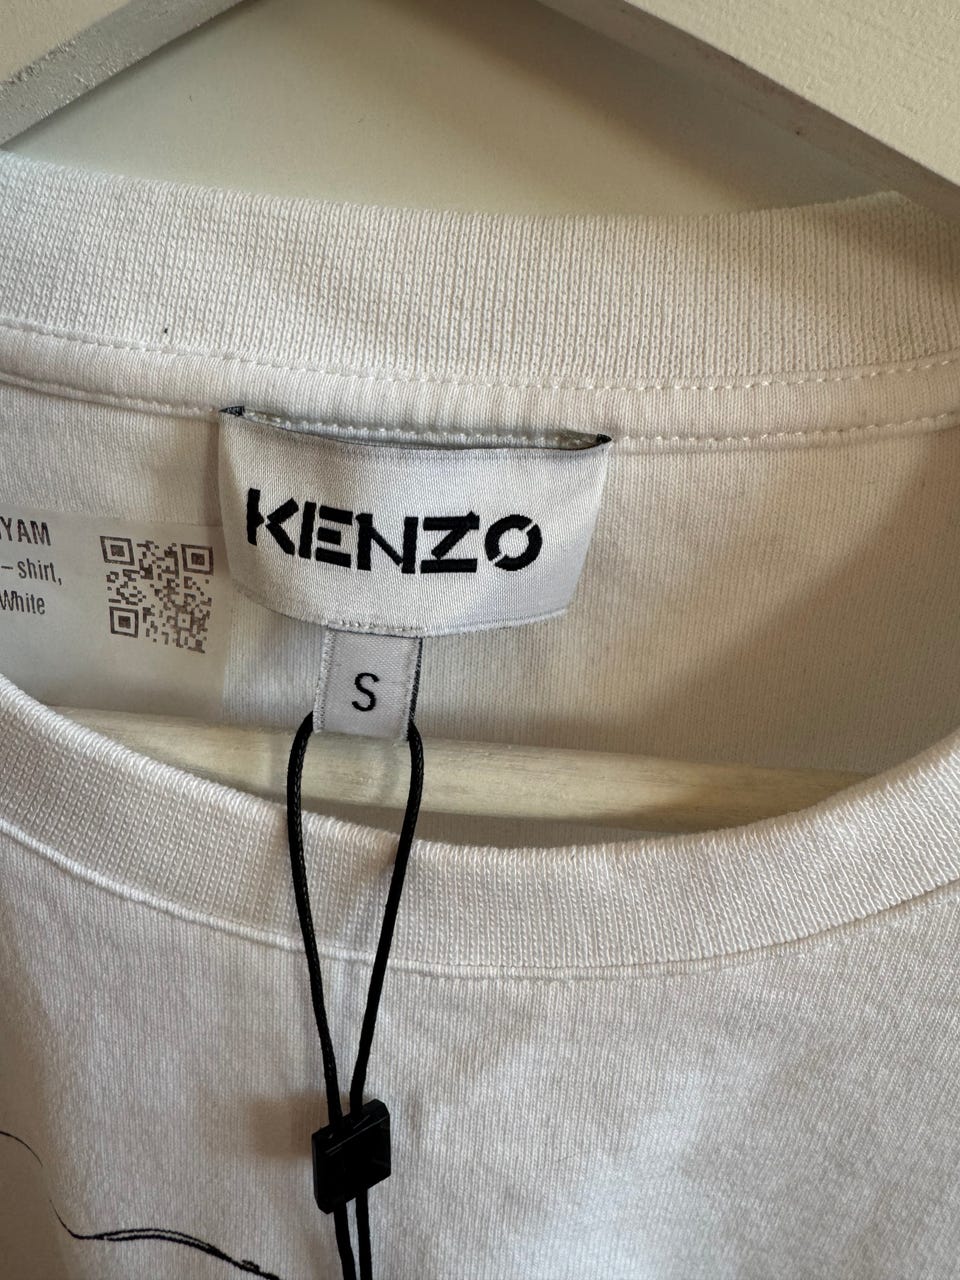 KENZO
YAM
-shirt,
White
S